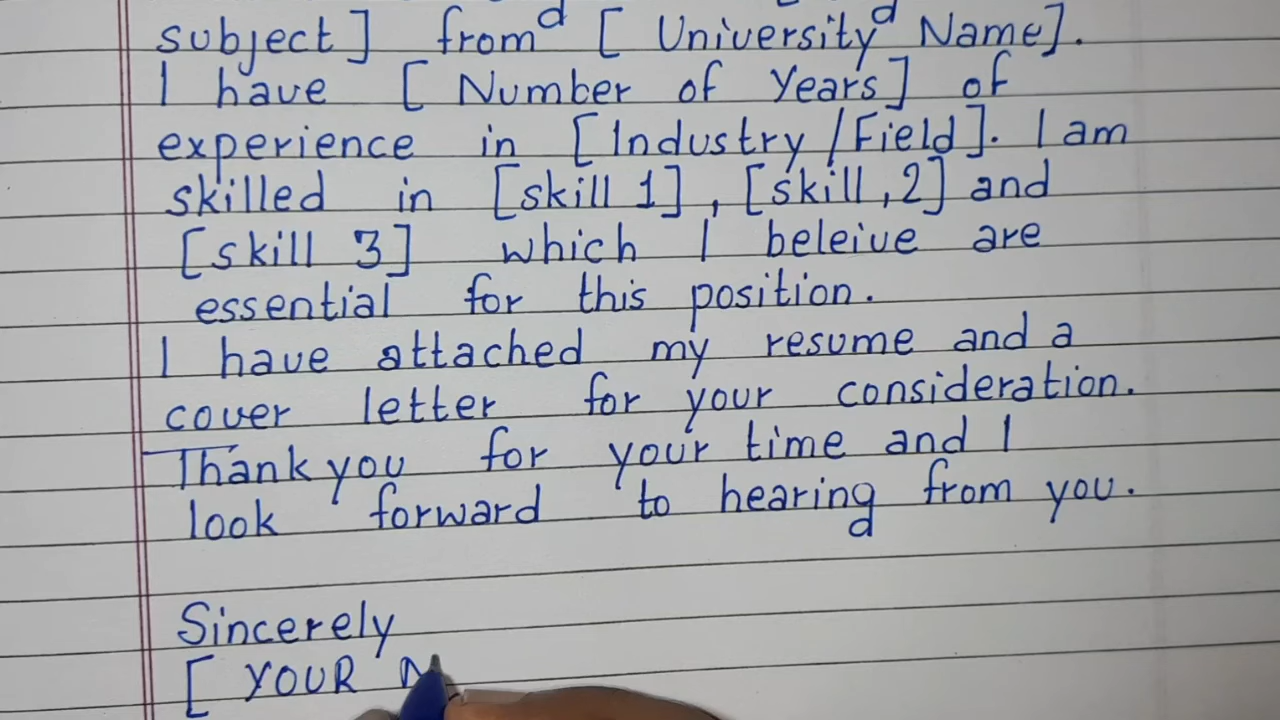 subject] from [ University Name].
I have [ Number of Years] of
experience in [Industry /Field]. I am
skilled in [skill 1], [skill,2] and
[skill 3] which I beleive are
essential for this position.
I have attached my resume and a
cover letter for your consideration.
Thank you for your time and I
look forward to hearing from you.
Sincerely
[ YOUR N